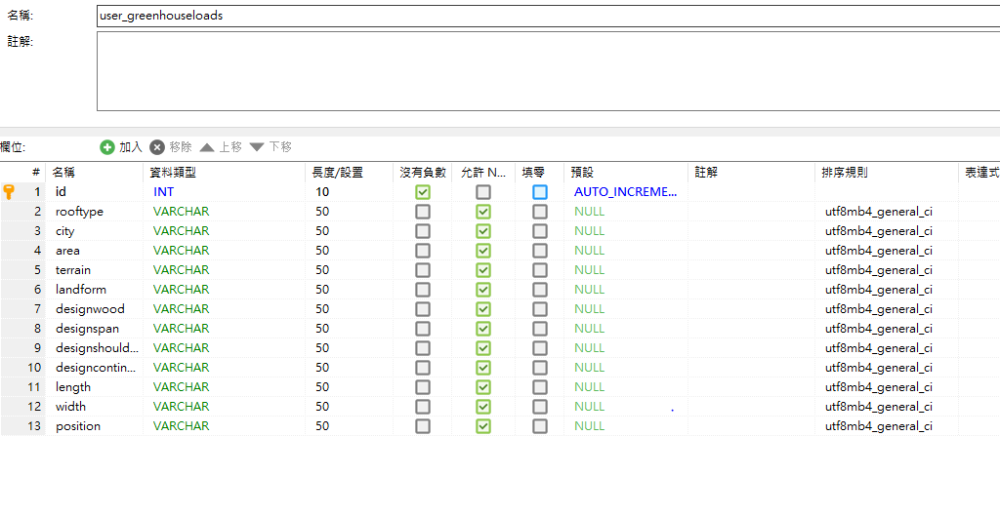 名稱: user_greenhouseloads
註解:
欄位: 加入 移除 上移 下移
# 名稱 資料類型 長度/設置 沒有負數 允許 N... 填零 預設 註解 排序規則 表達式
1 id INT 10 AUTO_INCREME...
2 rooftype VARCHAR 50 NULL utf8mb4_general_ci
3 city VARCHAR 50 NULL utf8mb4_general_ci
4 area VARCHAR 50 NULL utf8mb4_general_ci
5 terrain VARCHAR 50 NULL utf8mb4_general_ci
6 landform VARCHAR 50 NULL utf8mb4_general_ci
7 designwood VARCHAR 50 NULL utf8mb4_general_ci
8 designspan VARCHAR 50 NULL utf8mb4_general_ci
9 designshould... VARCHAR 50 NULL utf8mb4_general_ci
10 designcontin... VARCHAR 50 NULL utf8mb4_general_ci
11 length VARCHAR 50 NULL utf8mb4_general_ci
12 width VARCHAR 50 NULL utf8mb4_general_ci
13 position VARCHAR 50 NULL utf8mb4_general_ci